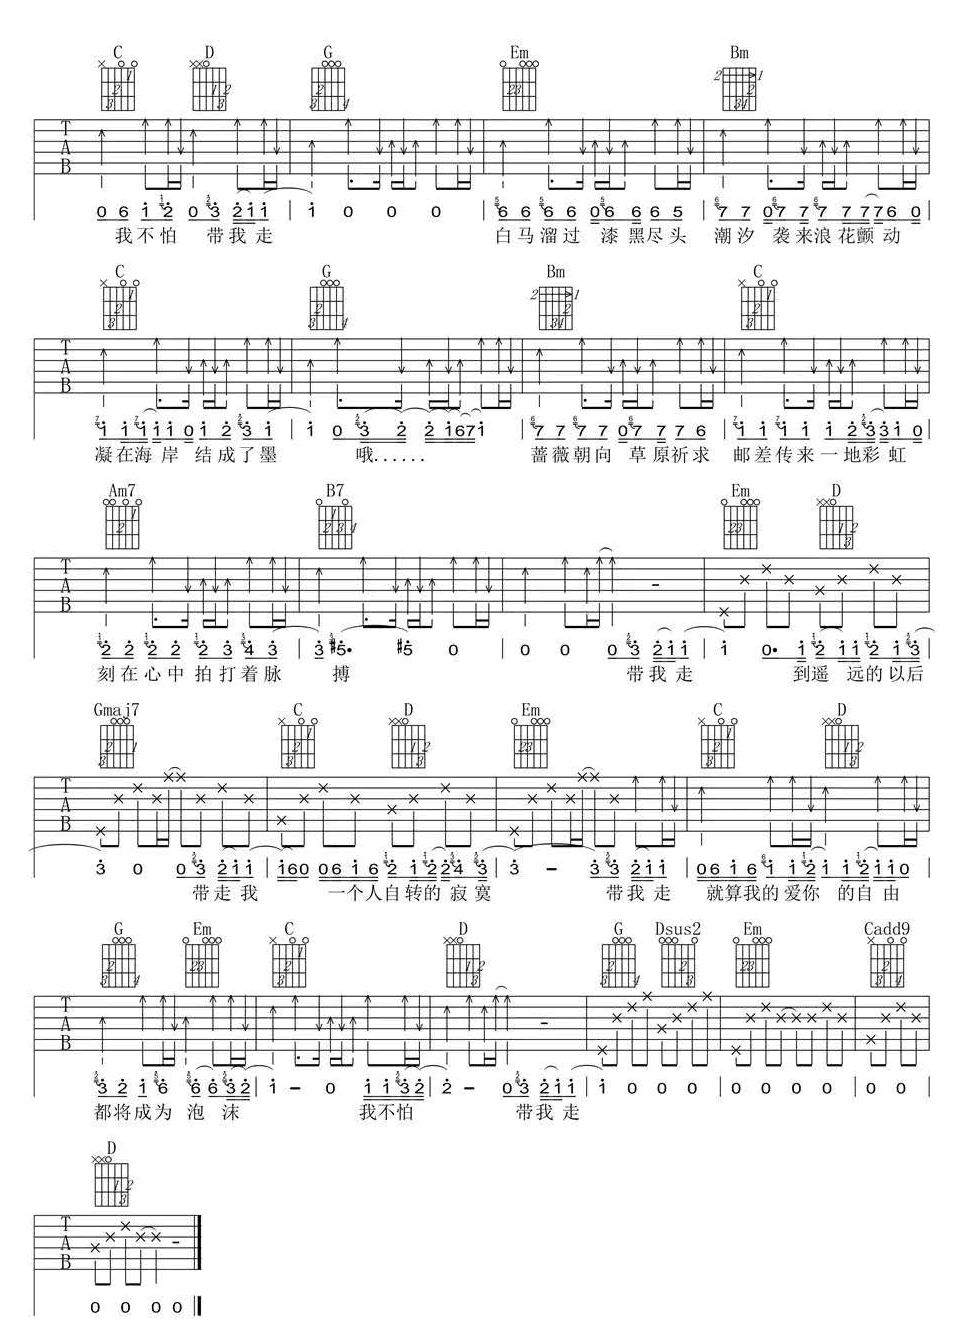 C D G Em Bm
T A B
0 6 1 2 0 3 2 1 1 1 0 0 0 6 6 6 6 0 6 6 6 5 7 7 0 7 7 7 7 7 7 6 0
我不怕 带我走 白马溜过 漆黑尽头 潮汐 袭来浪花颤动
C G Bm C
T A B
1 1 1 1 1 0 1 2 3 1 1 0 3 2 2 1 6 7 1 7 7 7 7 0 7 7 7 6 1 1 1 1 1 2 3 3 1 0
凝在海岸 结成了墨 哦...... 蔷薇朝向 草原祈求 邮差传来一地彩虹
Am7 B7 Em D
T A B
2 2 2 2 2 3 4 3 3 #5· #5 0 0 0 0 3 2 1 1 1 0· 1 2 1 1 2 1 3
刻在心中 拍打着脉 搏 带我走 到遥 远的以后
Gmaj7 C D Em C D
T A B
3 0 0 3 2 1 1 1 6 0 0 6 1 6 2 1 2 2 4 3 3 - 3 3 2 1 1 0 6 1 6 1 1 2 1 1 2 2 1 1 0
带走我 一个人自转的 寂寞 带我走 就算我的爱你 的自由
G Em C D G Dsus2 Em Cadd9
T A B
3 2 1 6 6 6 3 2 1 - 0 1 1 3 2 2 - 0 3 2 1 1 1 0 0 0 0 0 0 0 0 0
都将成为 泡沫 我不怕 带我走
D
T A B
0 0 0 0